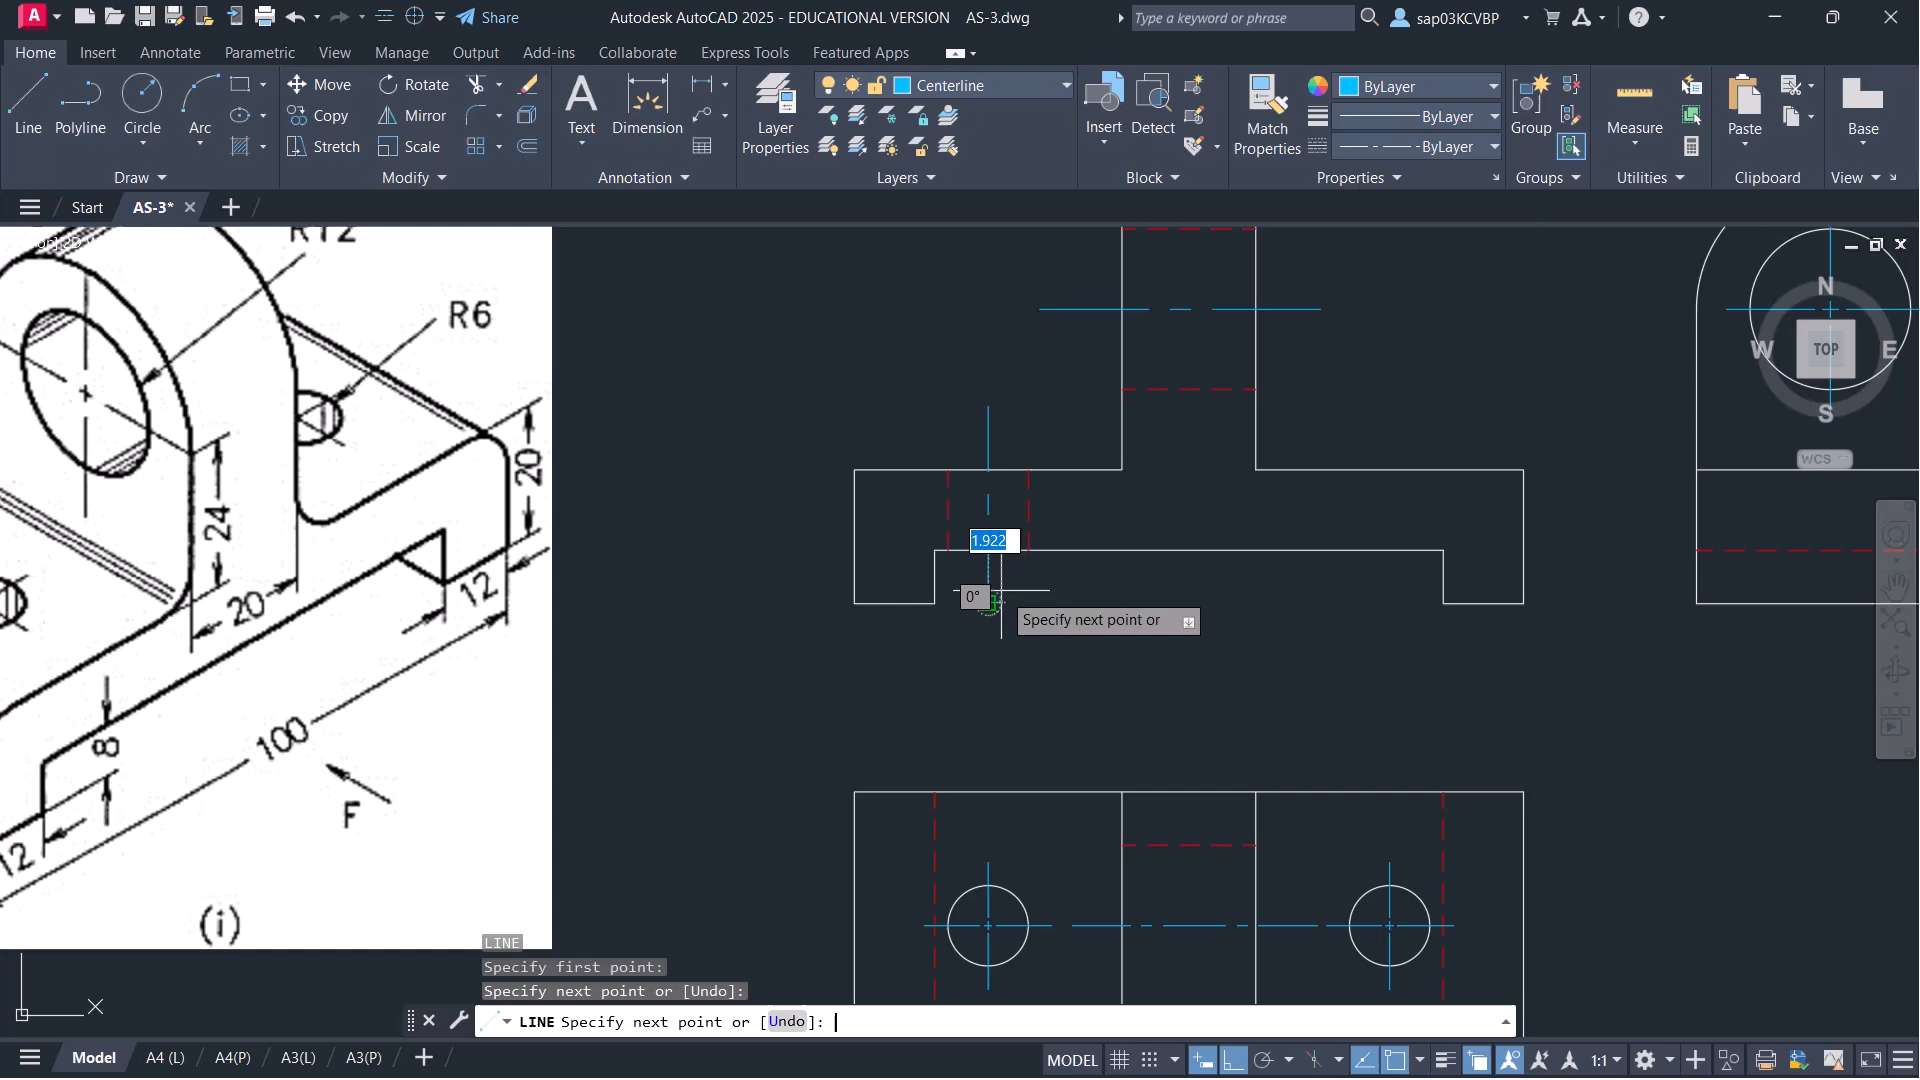 Share
Autodesk AutoCAD 2025 - EDUCATIONAL VERSION AS-3.dwg
Type a keyword or phrase
sap03KCVBP
Home
Insert
Annotate
Parametric
View
Manage
Output
Add-ins
Collaborate
Express Tools
Featured Apps
Line
Polyline
Circle
Arc
Move
Rotate
Copy
Mirror
Stretch
Scale
Text
Dimension
Layer
Properties
Centerline
Insert
Detect
Match
Properties
ByLayer
ByLayer
ByLayer
Group
Measure
Paste
Base
Draw
Modify
Annotation
Layers
Block
Properties
Groups
Utilities
Clipboard
View
Start
AS-3*
R12
R6
20
24
20
12
100
8
12
F
(i)
N
W
TOP
E
S
WCS
1.922
0°
Specify next point or
LINE
Specify first point:
Specify next point or [Undo]:
LINE Specify next point or [Undo]:
Model
A4 (L)
A4(P)
A3(L)
A3(P)
MODEL
1:1